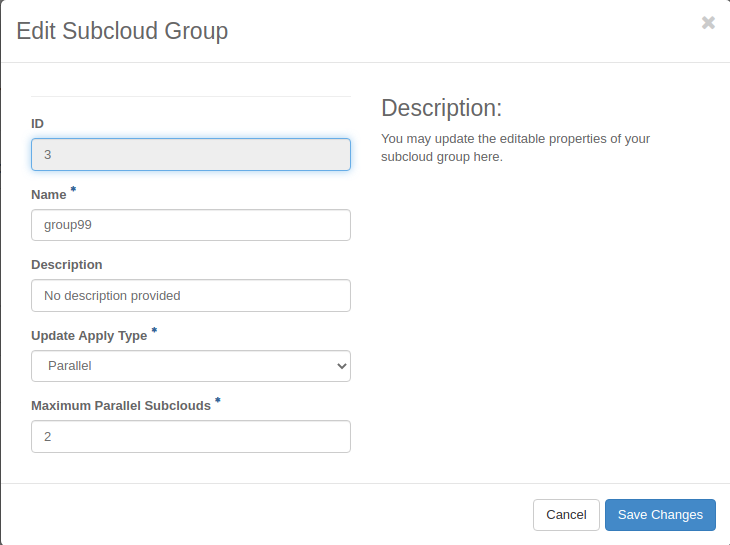 Edit Subcloud Group
×
ID
3
Name *
group99
Description
No description provided
Update Apply Type *
Parallel
Maximum Parallel Subclouds *
2
Description:
You may update the editable properties of your
subcloud group here.
Cancel
Save Changes